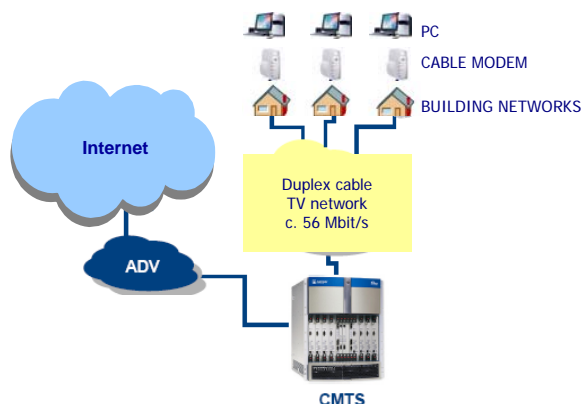 PC
CABLE MODEM
BUILDING NETWORKS
Internet
Duplex cable
TV network
c. 56 Mbit/s
ADV
CMTS